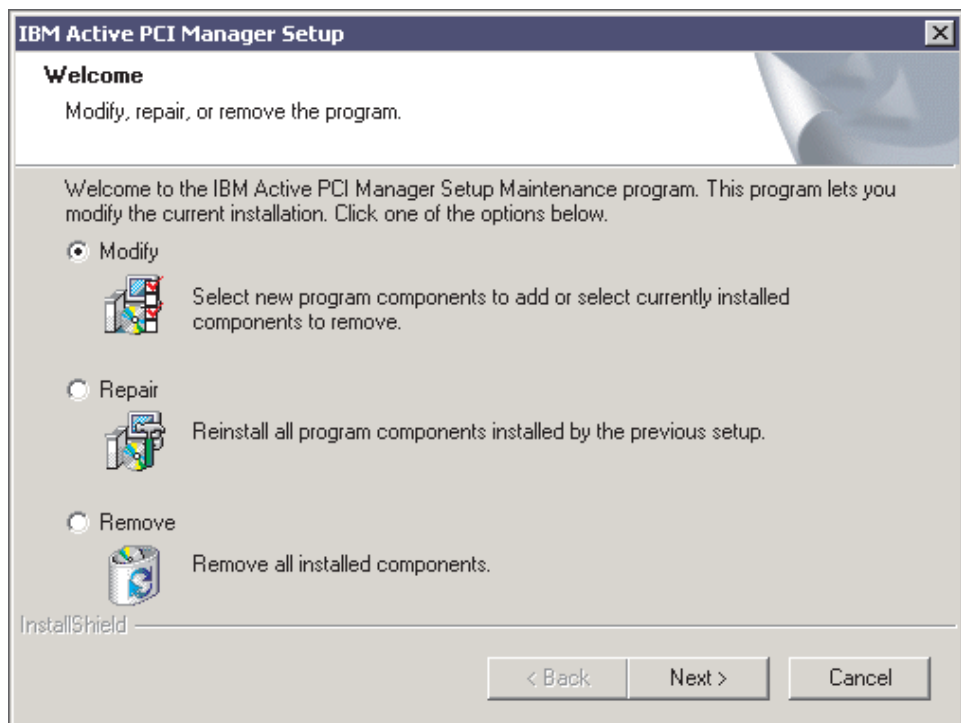 IBM Active PCI Manager Setup
Welcome
Modify, repair, or remove the program.
Welcome to the IBM Active PCI Manager Setup Maintenance program. This program lets you
modify the current installation. Click one of the options below.
Modify
Select new program components to add or select currently installed
components to remove.
Repair
Reinstall all program components installed by the previous setup.
Remove
Remove all installed components.
InstallShield
< Back Next > Cancel